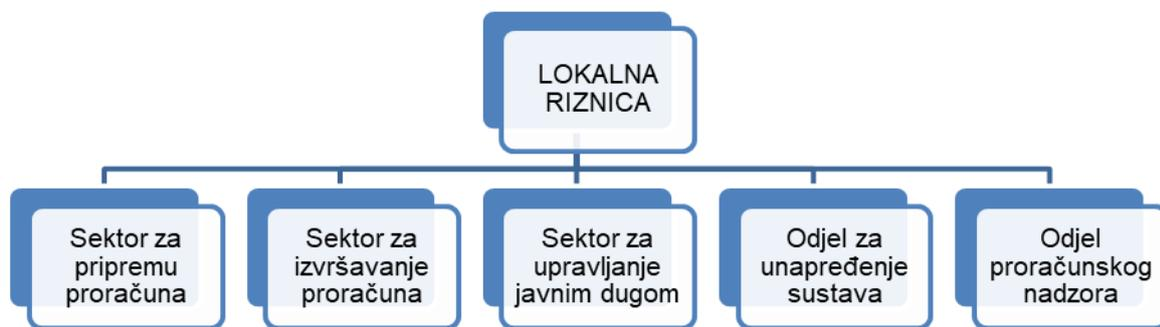 LOKALNA
RIZNICA
Sektor za
pripremu
proračuna
Sektor za
izvršavanje
proračuna
Sektor za
upravljanje
javnim dugom
Odjel za
unapređenje
sustava
Odjel
proračunskog
nadzora